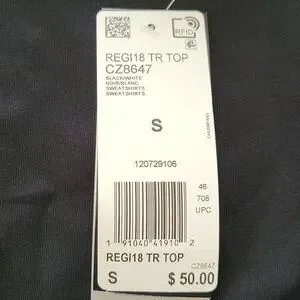 RFID
REGI18 TR TOP
CZ8647
BLACK/WHITE
NOIR/BLANC
SWEATSHIRTS
SWEATSHIRTS
S
120729106
46
708
UPC
1 91040 41910 2
REGI18 TR TOP
CZ8647
S
$ 50.00